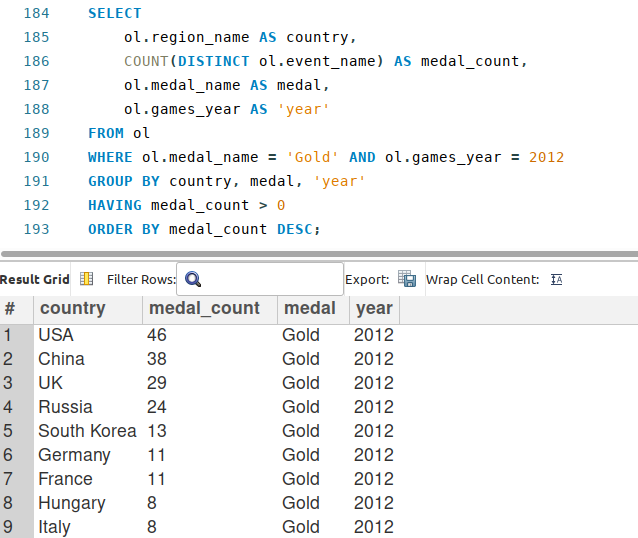 184 SELECT
185 ol.region_name AS country,
186 COUNT(DISTINCT ol.event_name) AS medal_count,
187 ol.medal_name AS medal,
188 ol.games_year AS 'year'
189 FROM ol
190 WHERE ol.medal_name = 'Gold' AND ol.games_year = 2012
191 GROUP BY country, medal, 'year'
192 HAVING medal_count > 0
193 ORDER BY medal_count DESC;
Result Grid Filter Rows: Export: Wrap Cell Content: IA
# country medal_count medal year
1 USA 46 Gold 2012
2 China 38 Gold 2012
3 UK 29 Gold 2012
4 Russia 24 Gold 2012
5 South Korea 13 Gold 2012
6 Germany 11 Gold 2012
7 France 11 Gold 2012
8 Hungary 8 Gold 2012
9 Italy 8 Gold 2012